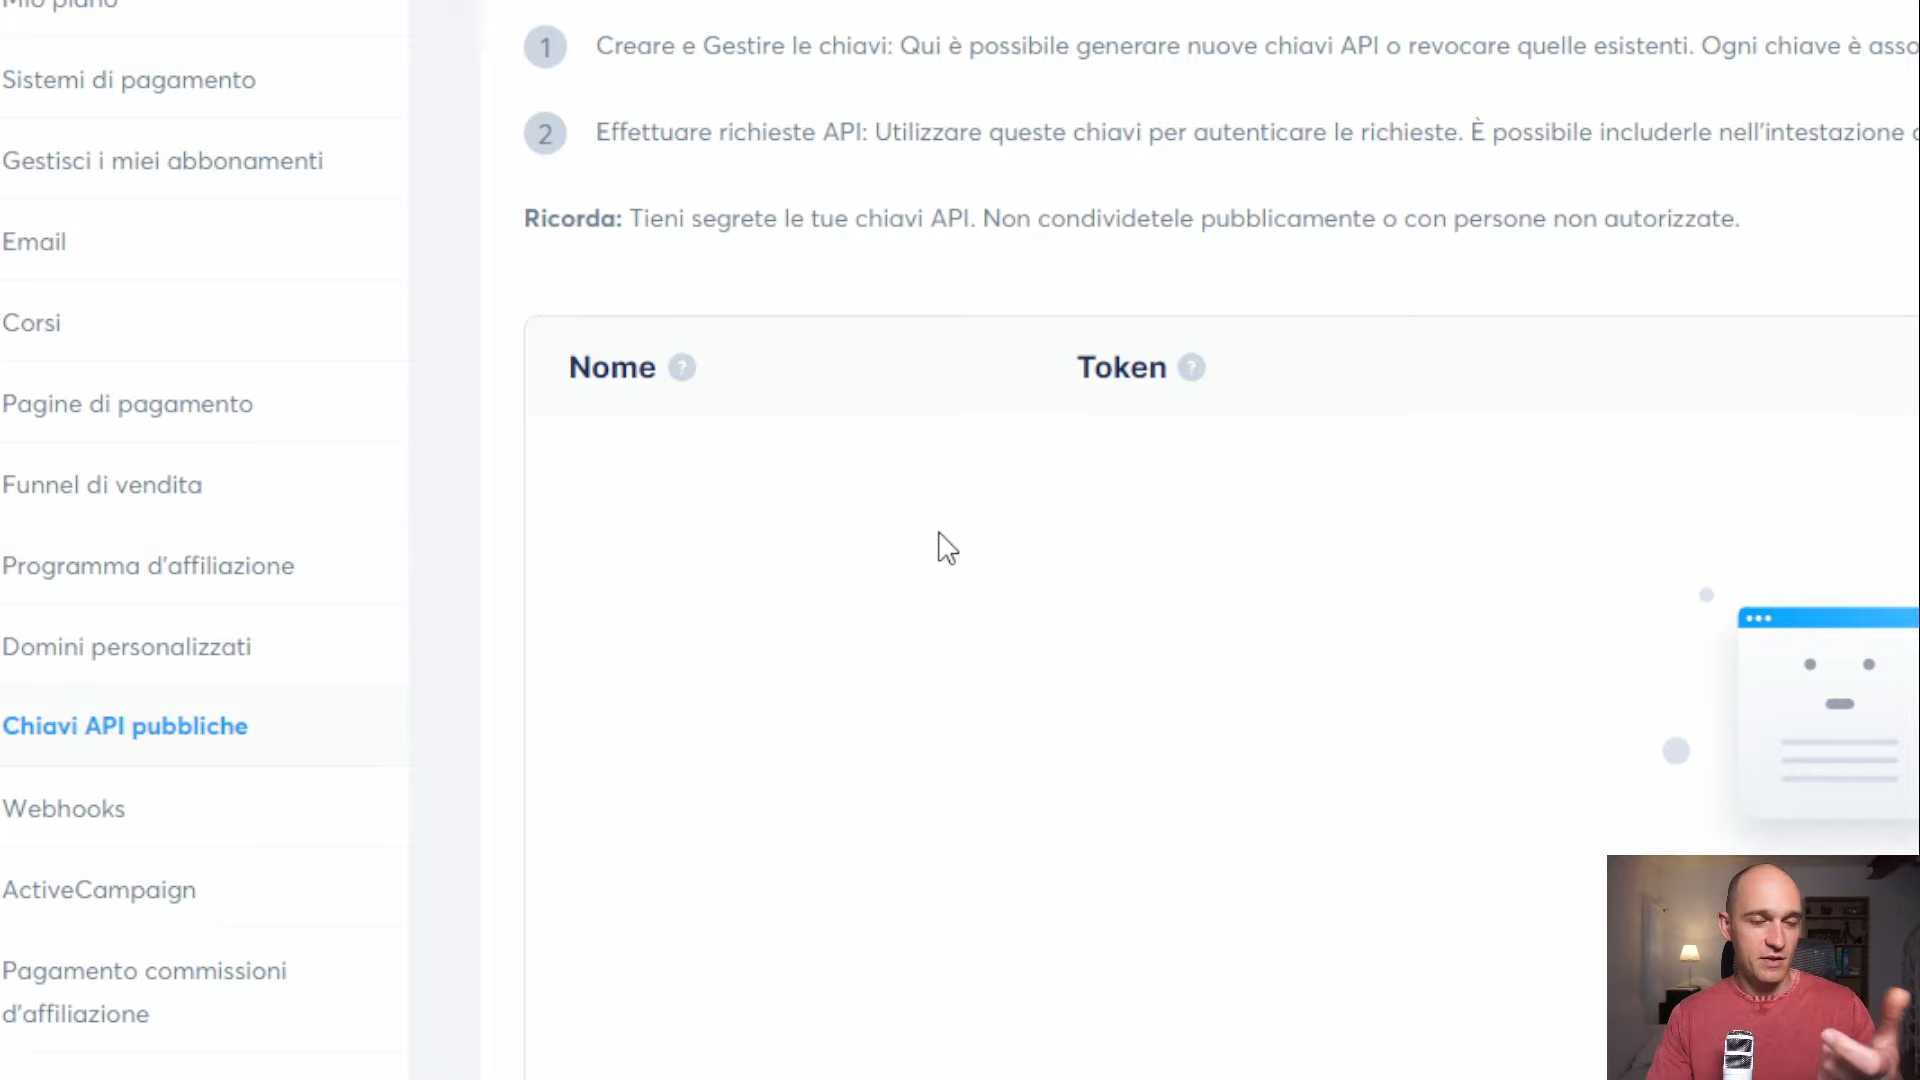 Mio piano
Sistemi di pagamento
Gestisci i miei abbonamenti
Email
Corsi
Pagine di pagamento
Funnel di vendita
Programma d'affiliazione
Domini personalizzati
Chiavi API pubbliche
Webhooks
ActiveCampaign
Pagamento commissioni
d'affiliazione
1 Creare e Gestire le chiavi: Qui è possibile generare nuove chiavi API o revocare quelle esistenti. Ogni chiave è asso
2 Effettuare richieste API: Utilizzare queste chiavi per autenticare le richieste. È possibile includerle nell'intestazione
Ricorda: Tieni segrete le tue chiavi API. Non condividetele pubblicamente o con persone non autorizzate.
Nome ? Token ?